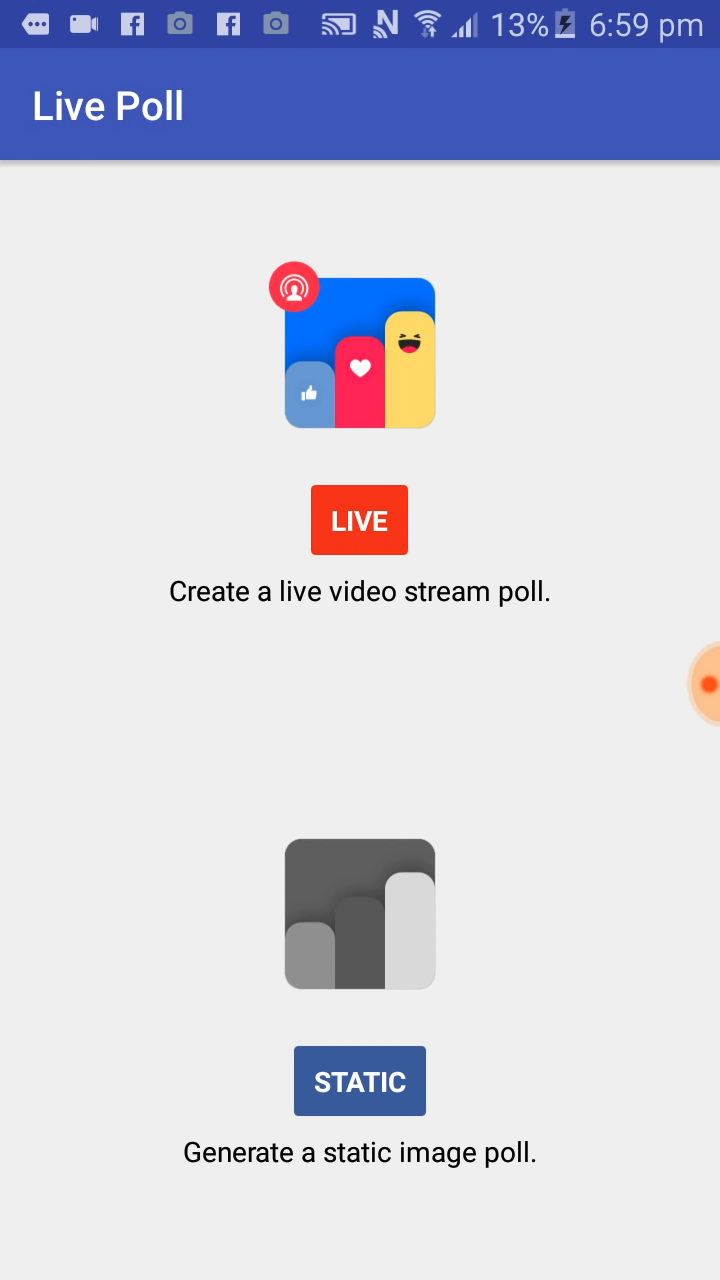 13% 6:59 pm
Live Poll
LIVE
Create a live video stream poll.
STATIC
Generate a static image poll.